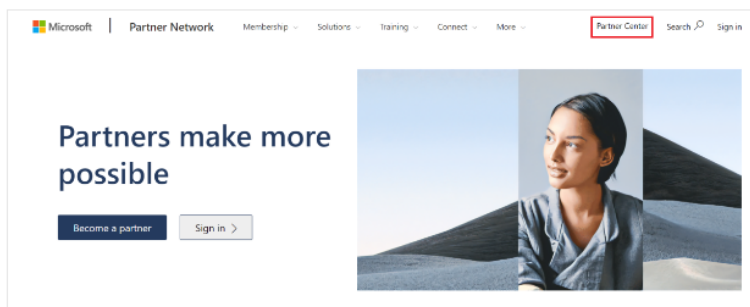 Microsoft Partner Network Membership Solutions Training Connect More Partner Center Search Sign in
Partners make more
possible
Become a partner Sign in